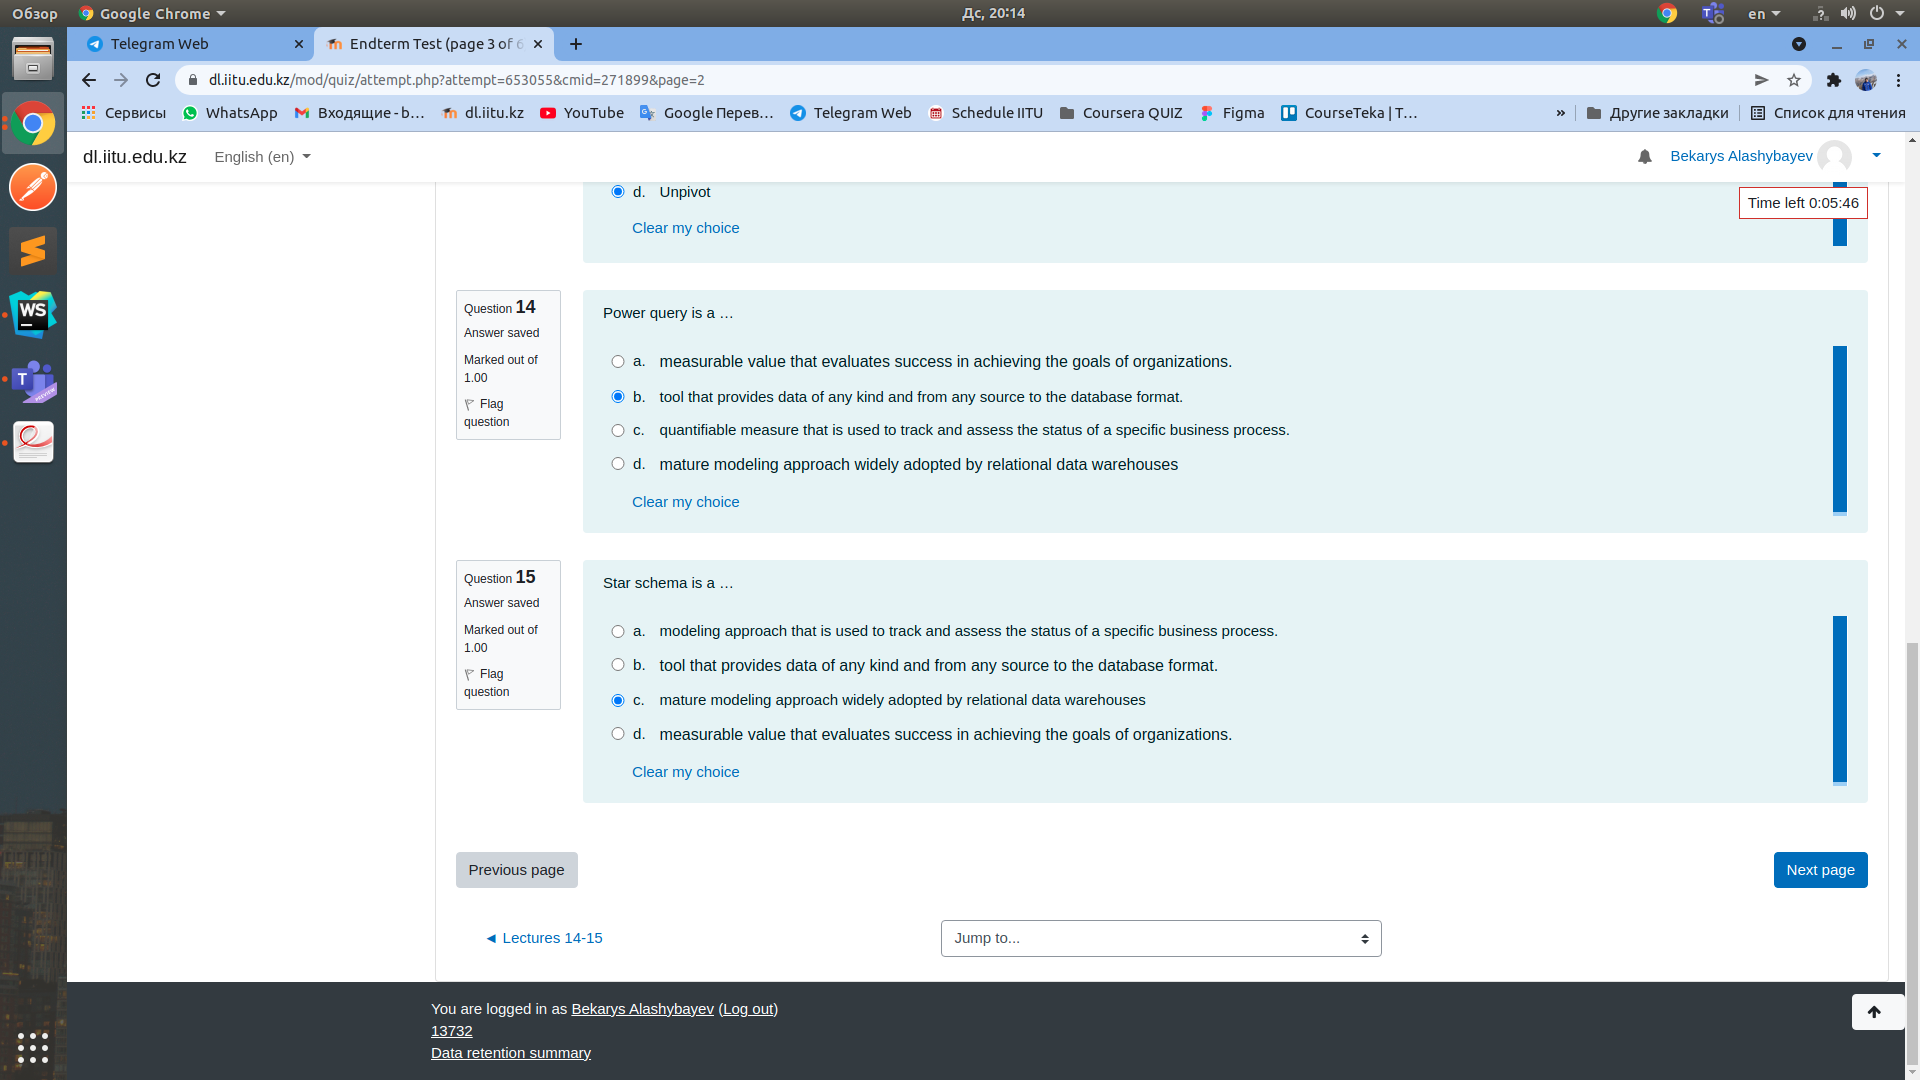 Обзор
Google Chrome
Дс, 20:14
en
Telegram Web
Endterm Test (page 3 of 6
dl.iitu.edu.kz/mod/quiz/attempt.php?attempt=653055&cmid=271899&page=2
Сервисы
WhatsApp
Входящие - b...
dl.iitu.kz
YouTube
Google Перев...
Telegram Web
Schedule IITU
Coursera QUIZ
Figma
CourseTeka | T...
»
Другие закладки
Список для чтения
dl.iitu.edu.kz
English (en)
Bekarys Alashybayev
d. Unpivot
Time left 0:05:46
Clear my choice
Question 14
Answer saved
Marked out of
1.00
Flag
question
Power query is a …
a. measurable value that evaluates success in achieving the goals of organizations.
b. tool that provides data of any kind and from any source to the database format.
c. quantifiable measure that is used to track and assess the status of a specific business process.
d. mature modeling approach widely adopted by relational data warehouses
Clear my choice
Question 15
Answer saved
Marked out of
1.00
Flag
question
Star schema is a …
a. modeling approach that is used to track and assess the status of a specific business process.
b. tool that provides data of any kind and from any source to the database format.
c. mature modeling approach widely adopted by relational data warehouses
d. measurable value that evaluates success in achieving the goals of organizations.
Clear my choice
Previous page
Next page
◄ Lectures 14-15
Jump to...
You are logged in as Bekarys Alashybayev (Log out)
13732
Data retention summary